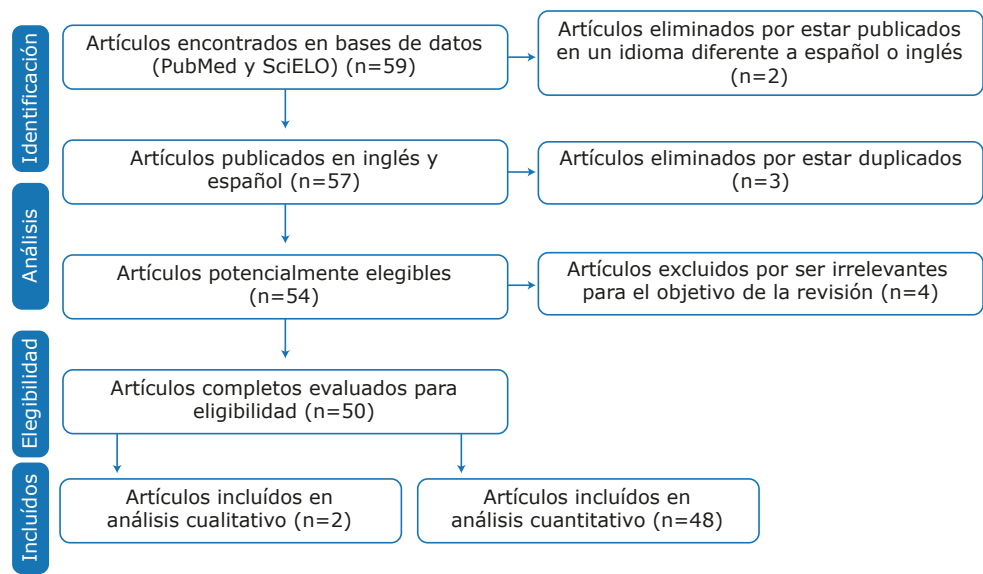 Identificación
Artículos encontrados en bases de datos
(PubMed y SciELO) (n=59)
Artículos eliminados por estar publicados
en un idioma diferente a español o inglés
(n=2)
Artículos publicados en inglés y
español (n=57)
Artículos eliminados por estar duplicados
(n=3)
Análisis
Artículos potencialmente elegibles
(n=54)
Artículos excluidos por ser irrelevantes
para el objetivo de la revisión (n=4)
Elegibilidad
Artículos completos evaluados para
eligibilidad (n=50)
Incluídos
Artículos incluídos en
análisis cualitativo (n=2)
Artículos incluídos en
análisis cuantitativo (n=48)